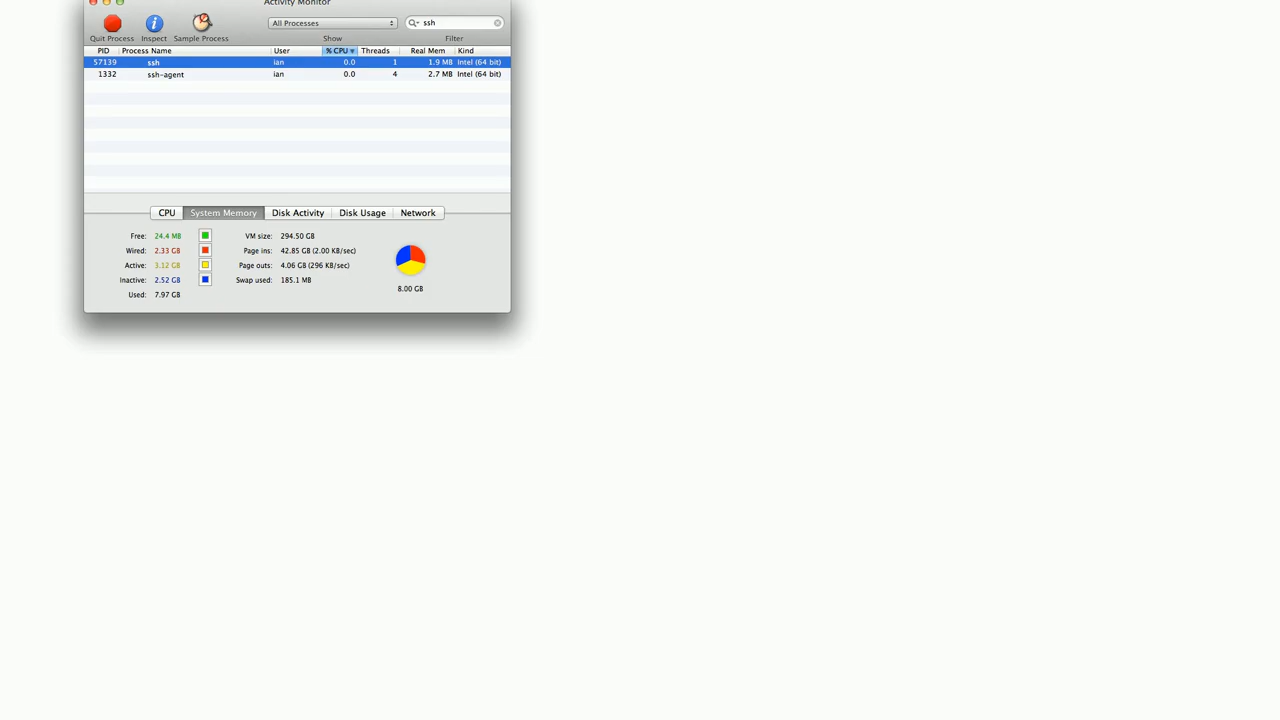 Activity Monitor
All Processes ssh
Quit Process Inspect Sample Process Show Filter
PID Process Name User % CPU Threads Real Mem Kind
57139 ssh ian 0.0 1 1.9 MB Intel (64 bit)
1332 ssh-agent ian 0.0 4 2.7 MB Intel (64 bit)
CPU System Memory Disk Activity Disk Usage Network
Free: 24.4 MB VM size: 294.50 GB
Wired: 2.33 GB Page ins: 42.85 GB (2.00 KB/sec)
Active: 3.12 GB Page outs: 4.06 GB (296 KB/sec)
Inactive: 2.52 GB Swap used: 185.1 MB
Used: 7.97 GB
8.00 GB